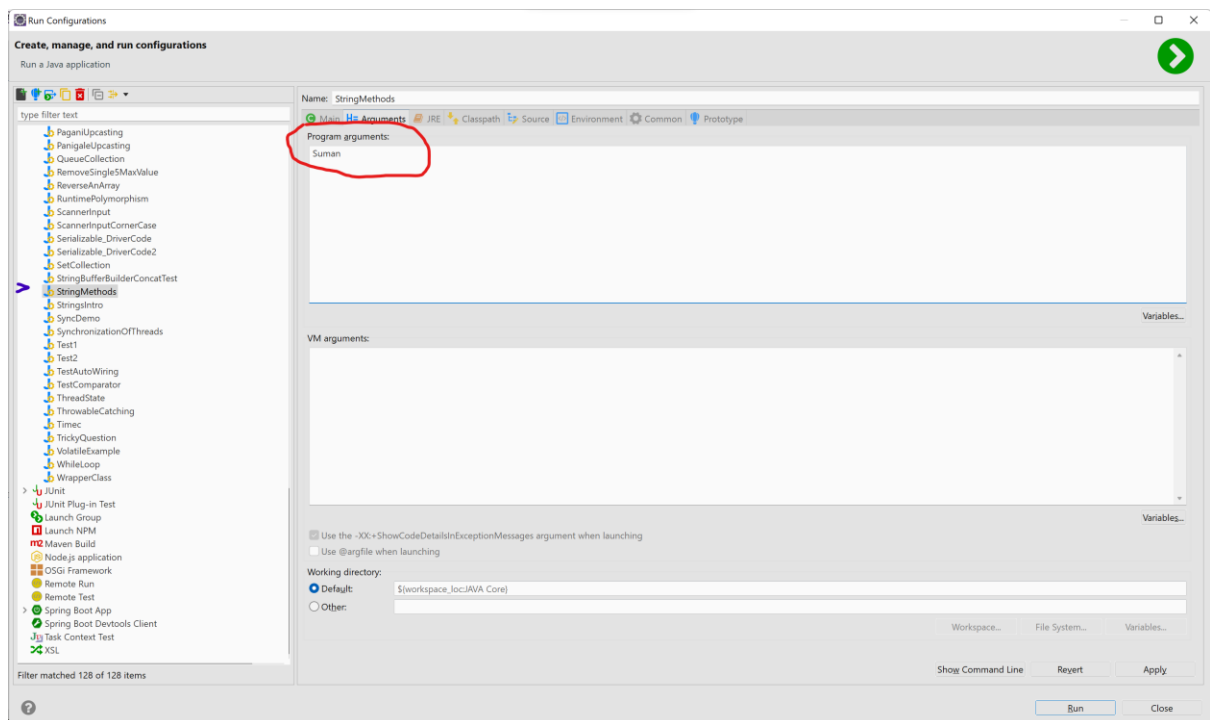 Run Configurations
Create, manage, and run configurations
Run a Java application
type filter text
PaganiUpcasting
PanigaleUpcasting
QueueCollection
RemoveSingle5MaxValue
ReverseAnArray
RuntimePolymorphism
ScannerInput
ScannerInputCornerCase
Serializable_DriverCode
Serializable_DriverCode2
SetCollection
StringBufferBuilderConcatTest
StringMethods
StringsIntro
SyncDemo
SynchronizationOfThreads
Test1
Test2
TestAutoWiring
TestComparator
ThreadState
ThrowableCatching
Timec
TrickyQuestion
VolatileExample
WhileLoop
WrapperClass
JUnit
JUnit Plug-in Test
Launch Group
Launch NPM
m2 Maven Build
Node.js application
OSGi Framework
Remote Run
Remote Test
Spring Boot App
Spring Boot Devtools Client
Task Context Test
XSL
Filter matched 128 of 128 items
Name: StringMethods
Main Arguments JRE Classpath Source Environment Common Prototype
Program arguments:
Suman
Variables...
VM arguments:
Variables...
Use the -XX:+ShowCodeDetailsInExceptionMessages argument when launching
Use @argfile when launching
Working directory:
Default: ${workspace_loc:JAVA Core}
Other:
Workspace... File System... Variables...
Show Command Line Revert Apply
Run Close